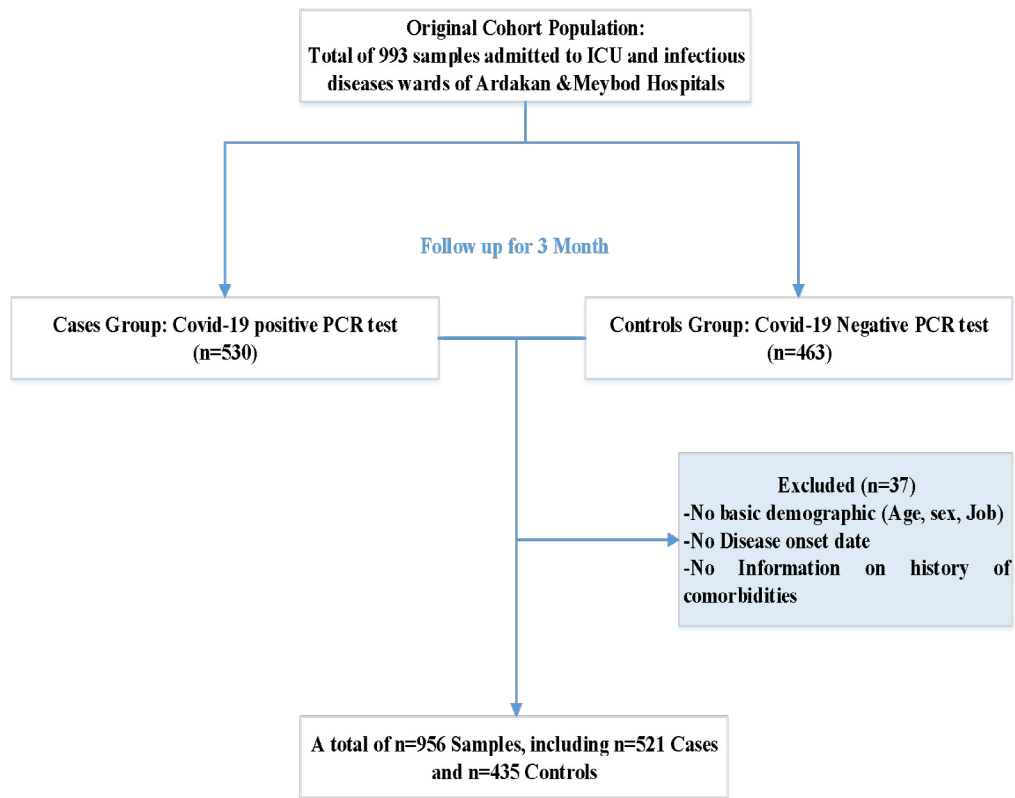 Original Cohort Population:
Total of 993 samples admitted to ICU and infectious
diseases wards of Ardakan &Meybod Hospitals
Follow up for 3 Month
Cases Group: Covid-19 positive PCR test
(n=530)
Controls Group: Covid-19 Negative PCR test
(n=463)
Excluded (n=37)
-No basic demographic (Age, sex, Job)
-No Disease onset date
-No Information on history of
comorbidities
A total of n=956 Samples, including n=521 Cases
and n=435 Controls